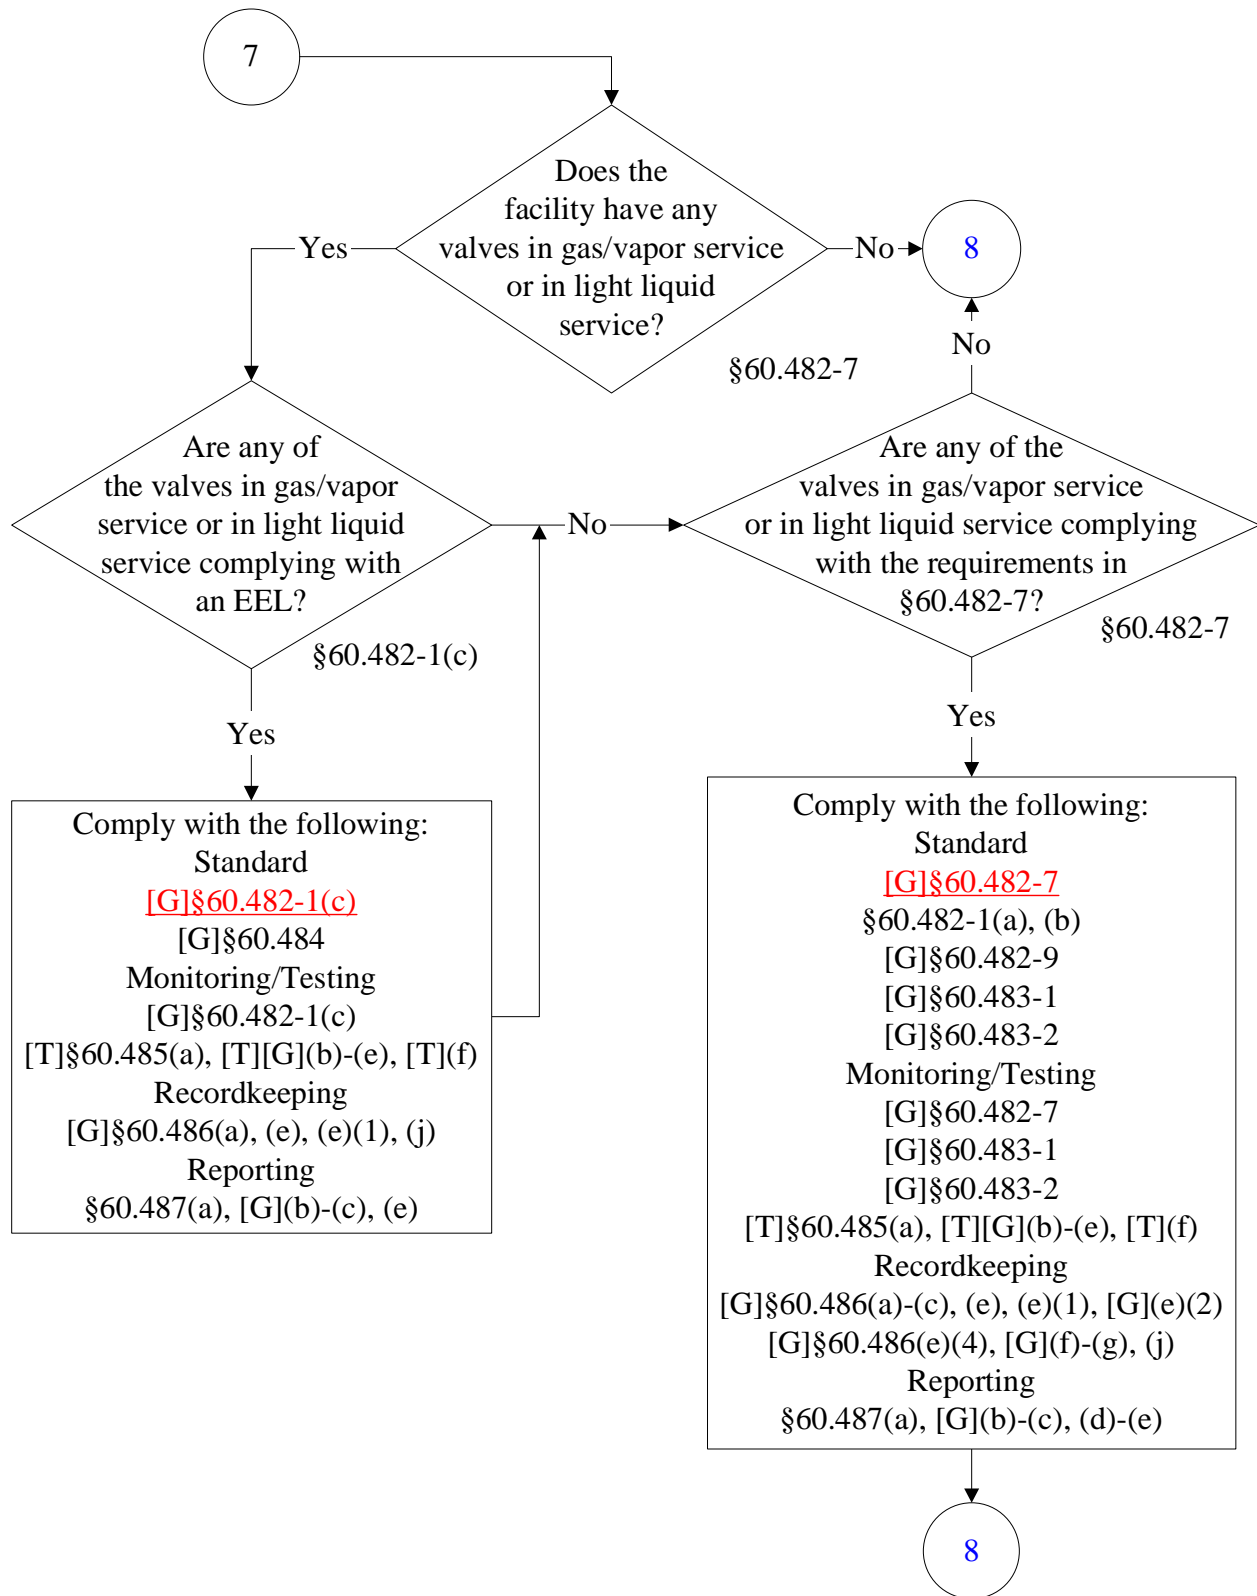 7
Does the
facility have any
valves in gas/vapor service
or in light liquid
service?
Yes
No
8
§60.482-7
No
Are any of
the valves in gas/vapor
service or in light liquid
service complying with
an EEL?
§60.482-1(c)
No
Are any of the
valves in gas/vapor service
or in light liquid service complying
with the requirements in
§60.482-7?
§60.482-7
Yes
Yes
Comply with the following:
Standard
[G]§60.482-1(c)
[G]§60.484
Monitoring/Testing
[G]§60.482-1(c)
[T]§60.485(a), [T][G](b)-(e), [T](f)
Recordkeeping
[G]§60.486(a), (e), (e)(1), (j)
Reporting
§60.487(a), [G](b)-(c), (e)
Comply with the following:
Standard
[G]§60.482-7
§60.482-1(a), (b)
[G]§60.482-9
[G]§60.483-1
[G]§60.483-2
Monitoring/Testing
[G]§60.482-7
[G]§60.483-1
[G]§60.483-2
[T]§60.485(a), [T][G](b)-(e), [T](f)
Recordkeeping
[G]§60.486(a)-(c), (e), (e)(1), [G](e)(2)
[G]§60.486(e)(4), [G](f)-(g), (j)
Reporting
§60.487(a), [G](b)-(c), (d)-(e)
8